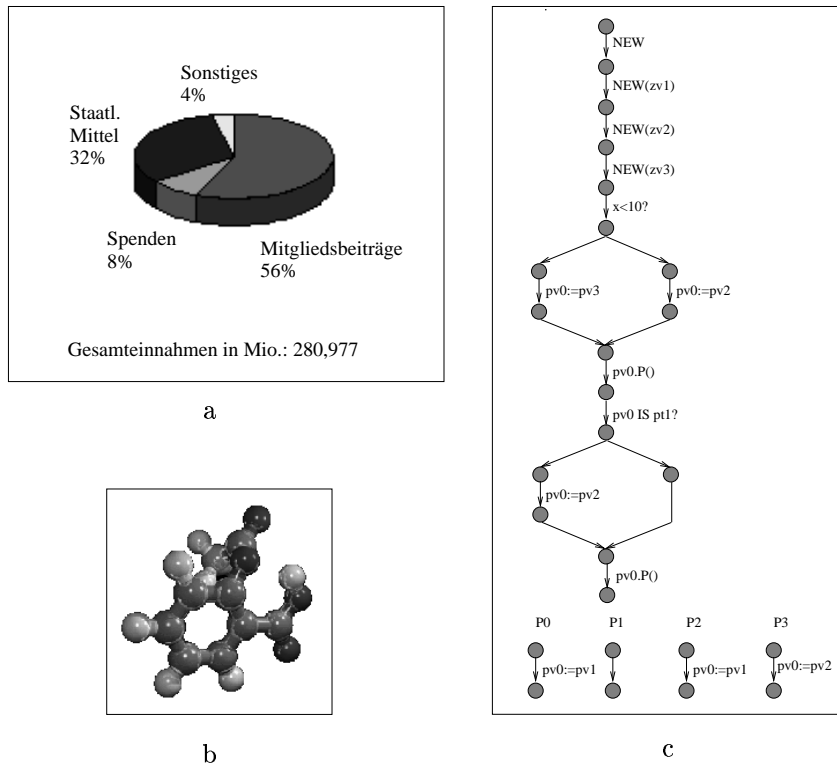 Sonstiges
4%
Staatl.
Mittel
32%
Spenden
8%
Mitgliedsbeiträge
56%
Gesamteinnahmen in Mio.: 280,977
a
b
NEW
NEW(zv1)
NEW(zv2)
NEW(zv3)
x<10?
pv0:=pv3 pv0:=pv2
pv0.P()
pv0 IS pt1?
pv0:=pv2
pv0.P()
P0 P1 P2 P3
pv0:=pv1 pv0:=pv1 pv0:=pv2
c